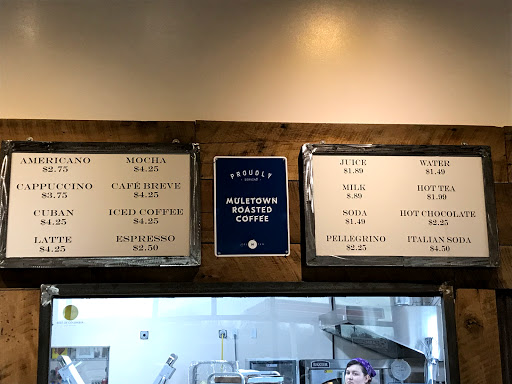 AMERICANO
$2.75
CAPPUCCINO
$3.75
CUBAN
$4.25
LATTE
$4.25
MOCHA
$4.25
CAFÉ BREVE
$4.25
ICED COFFEE
$4.25
ESPRESSO
$2.50
PROUDLY
MULETOWN
ROASTED
COFFEE
JUICE
$1.89
MILK
$.89
SODA
$1.49
PELLEGRINO
$2.25
WATER
$1.49
HOT TEA
$1.99
HOT CHOCOLATE
$2.25
ITALIAN SODA
$4.50